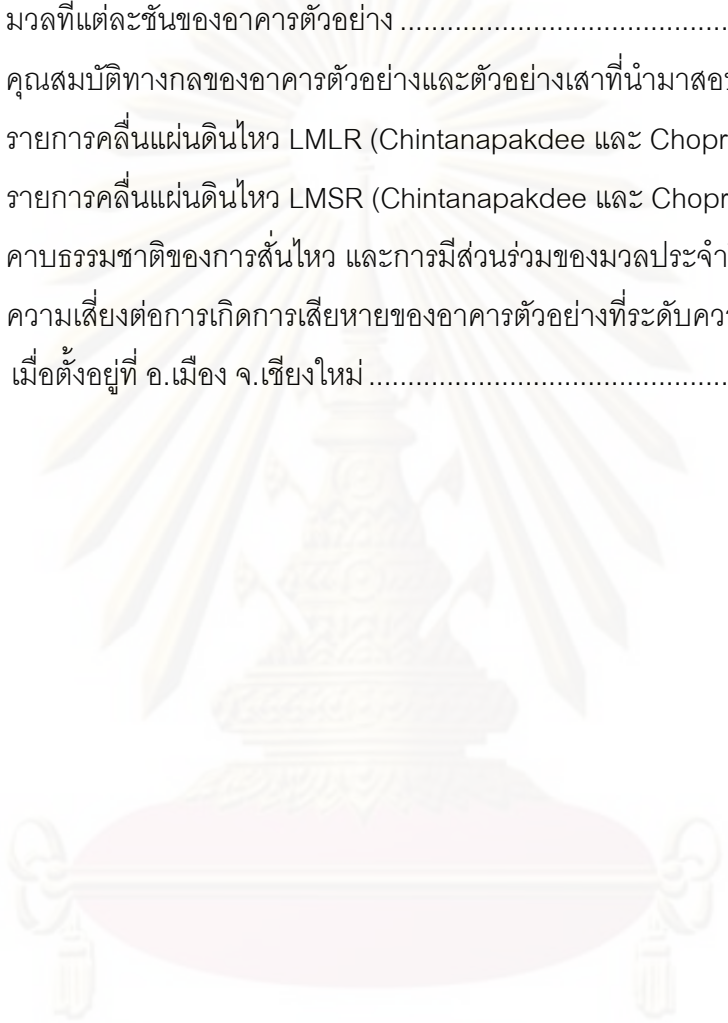 มวลที่แต่ละชั้นของอาคารตัวอย่าง ........................................
คุณสมบัติทางกลของอาคารตัวอย่างและตัวอย่างเสาที่นำมาสอ
รายการคลื่นแผ่นดินไหว LMLR (Chintanapakdee และ Chopr
รายการคลื่นแผ่นดินไหว LMSR (Chintanapakdee และ Chopr
คาบธรรมชาติของการสั่นไหว และการมีส่วนร่วมของมวลประจำ
ความเสี่ยงต่อการเกิดการเสียหายของอาคารตัวอย่างที่ระดับคว
เมื่อตั้งอยู่ที่ อ.เมือง จ.เชียงใหม่ ...........................................